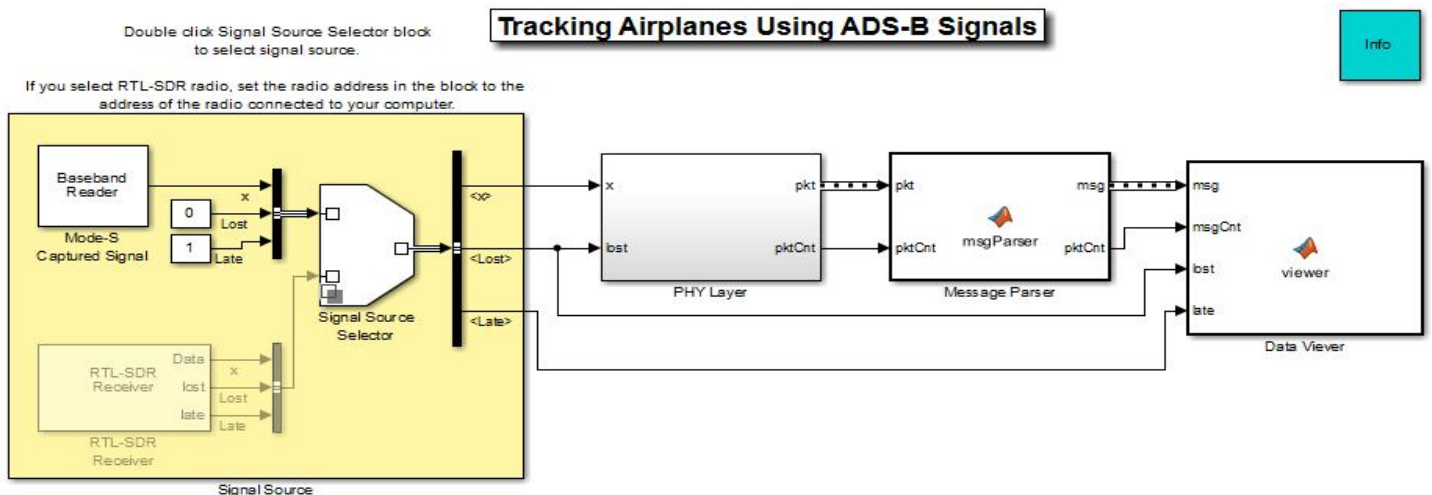 Tracking Airplanes Using ADS-B Signals
Info
Double click Signal Source Selector block
to select signal source.
If you select RTL-SDR radio, set the radio address in the block to the
address of the radio connected to your computer.
Baseband
Reader
Mode-S
Captured Signal
x
0
Lost
1
Late
Signal Source
Selector
RTL-SDR
Receiver
Data
lost
late
x
Lost
Late
RTL-SDR
Receiver
Signal Source
<x>
<Lost>
<Late>
x
lost
pkt
pktCnt
PHY Layer
pkt
pktCnt
msgParser
msg
pktCnt
Message Parser
msg
msgCnt
lost
late
viewer
Data Viever